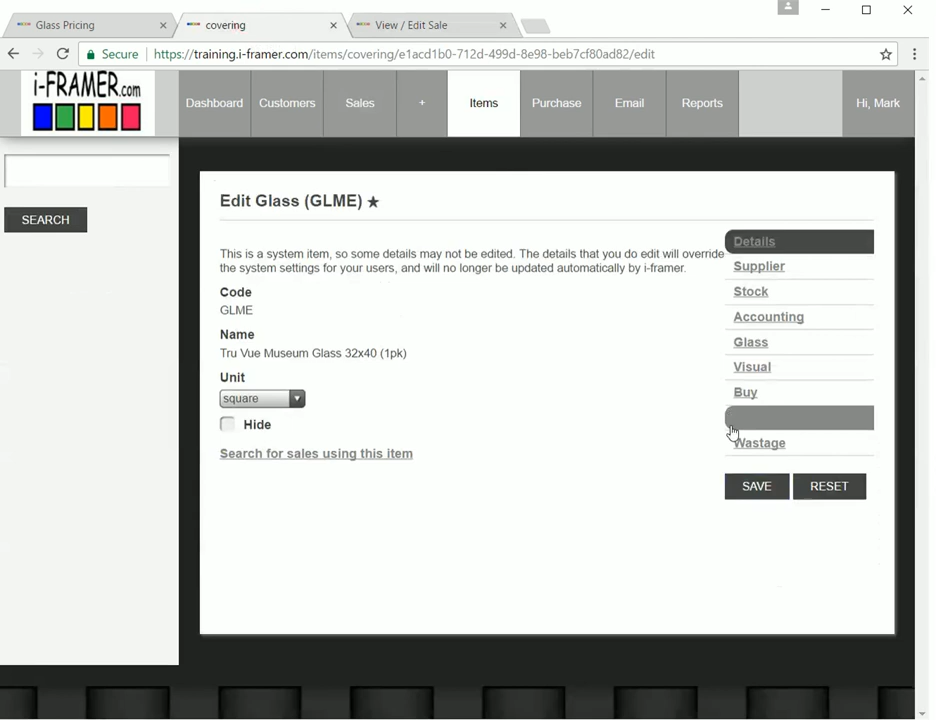 Glass Pricing
covering
View / Edit Sale
Secure
https://training.i-framer.com/items/covering/e1acd1b0-712d-499d-8e98-beb7cf80ad82/edit
i-FRAMER.com
Dashboard
Customers
Sales
+
Items
Purchase
Email
Reports
Hi, Mark
SEARCH
Edit Glass (GLME) ★
This is a system item, so some details may not be edited. The details that you do edit will override
the system settings for your users, and will no longer be updated automatically by i-framer.
Code
GLME
Name
Tru Vue Museum Glass 32x40 (1pk)
Unit
square
Hide
Search for sales using this item
Details
Supplier
Stock
Accounting
Glass
Visual
Buy
Wastage
SAVE
RESET